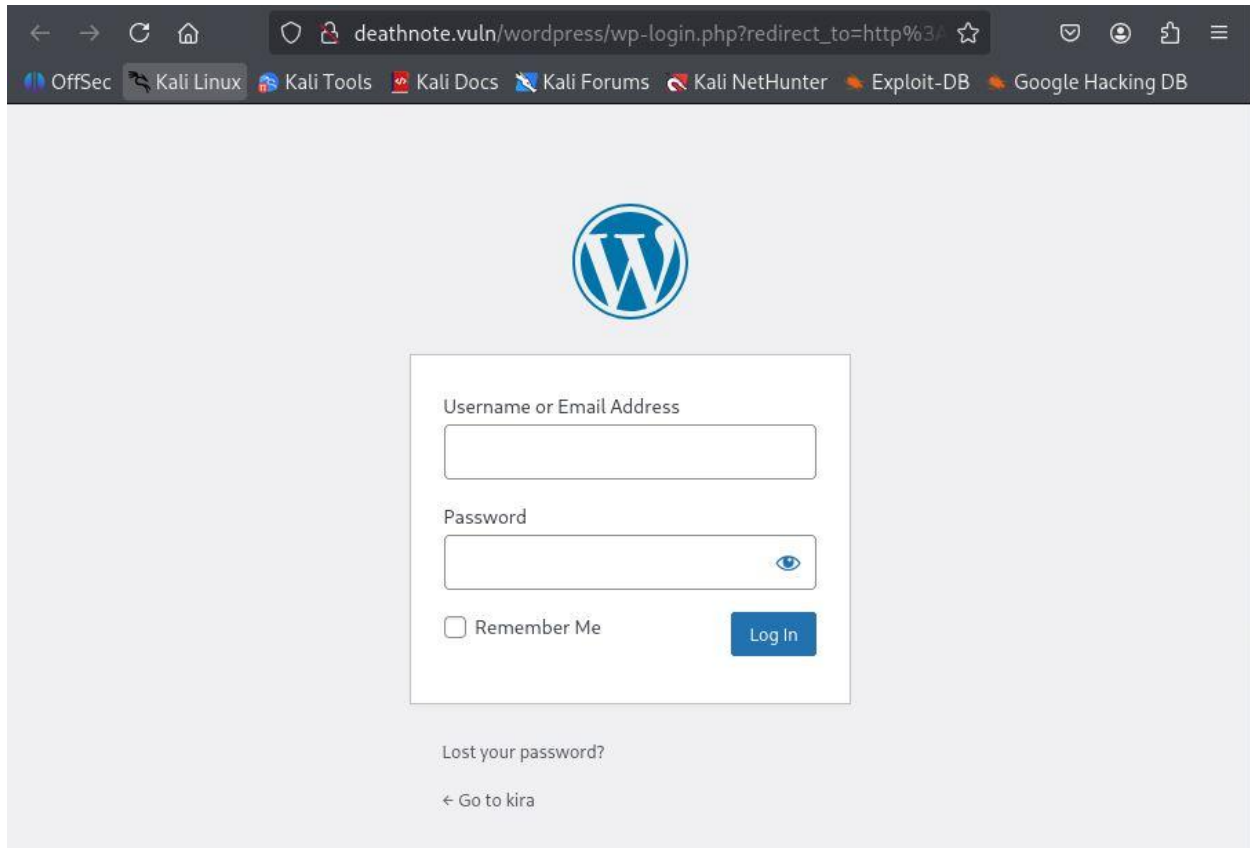 deathnote.vuln/wordpress/wp-login.php?redirect_to=http%3A
OffSec Kali Linux Kali Tools Kali Docs Kali Forums Kali NetHunter Exploit-DB Google Hacking DB
Username or Email Address
Password
Remember Me Log In
Lost your password?
← Go to kira